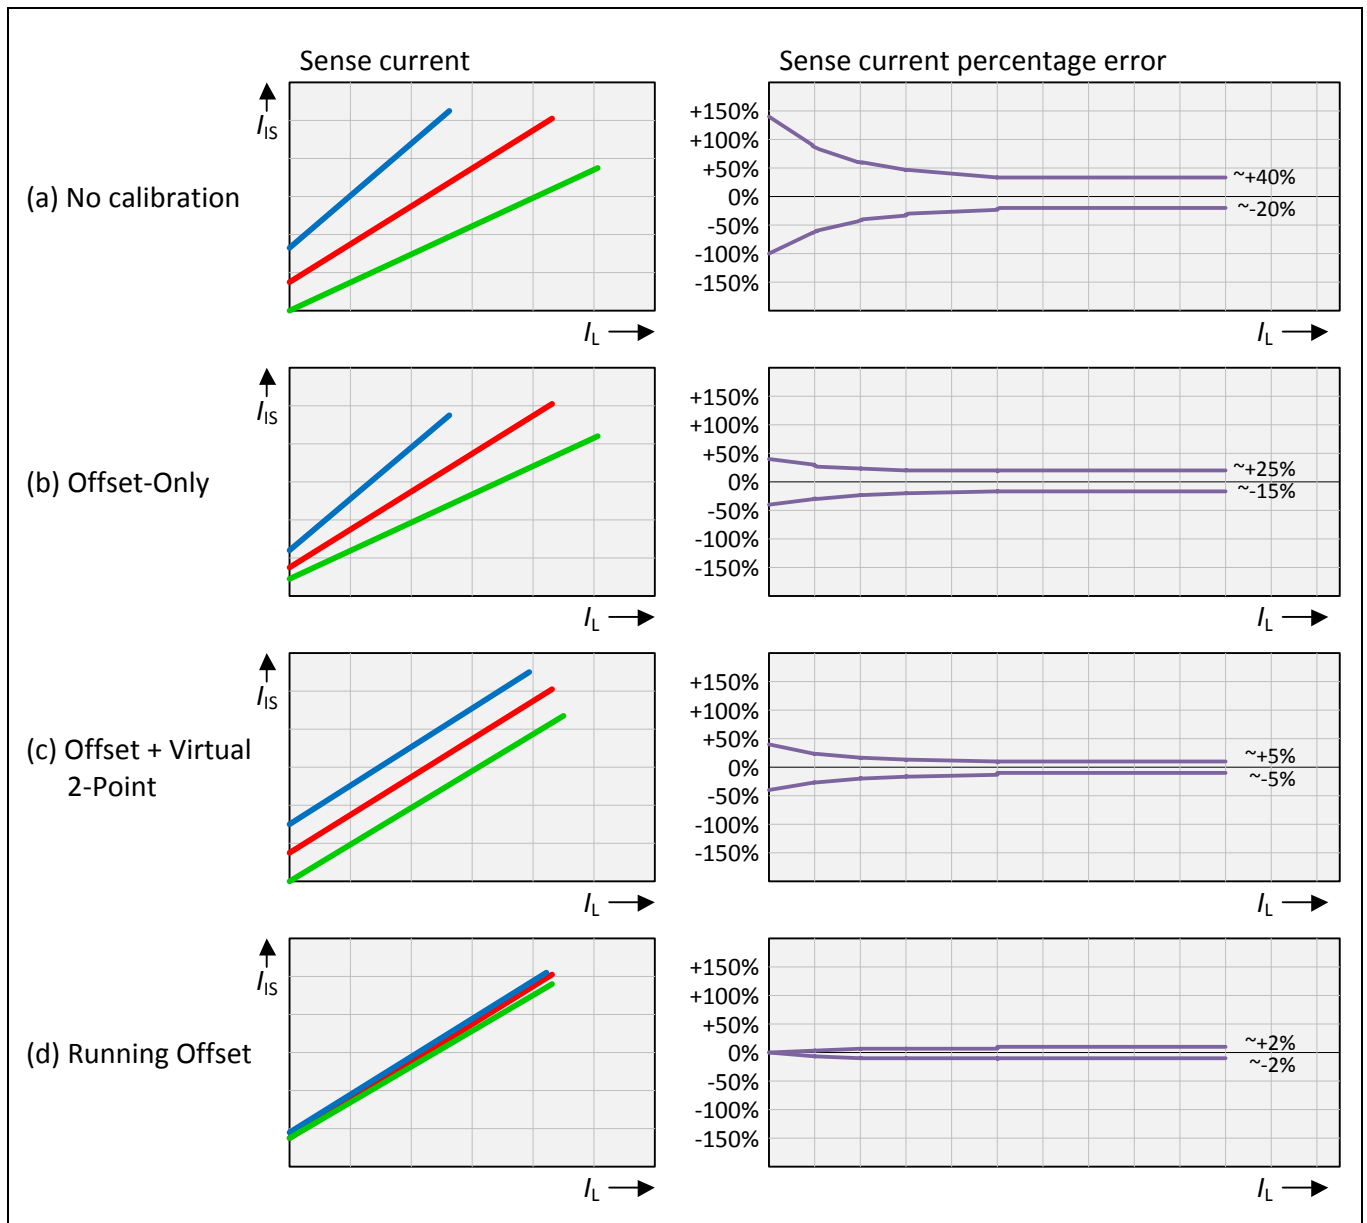 Sense current
Sense current percentage error
(a) No calibration
IIS
IL
+150%
+100%
+50%
0%
-50%
-100%
-150%
~+40%
~-20%
IL
(b) Offset-Only
IIS
IL
+150%
+100%
+50%
0%
-50%
-100%
-150%
~+25%
~-15%
IL
(c) Offset + Virtual
2-Point
IIS
IL
+150%
+100%
+50%
0%
-50%
-100%
-150%
~+5%
~-5%
IL
(d) Running Offset
IIS
IL
+150%
+100%
+50%
0%
-50%
-100%
-150%
~+2%
~-2%
IL